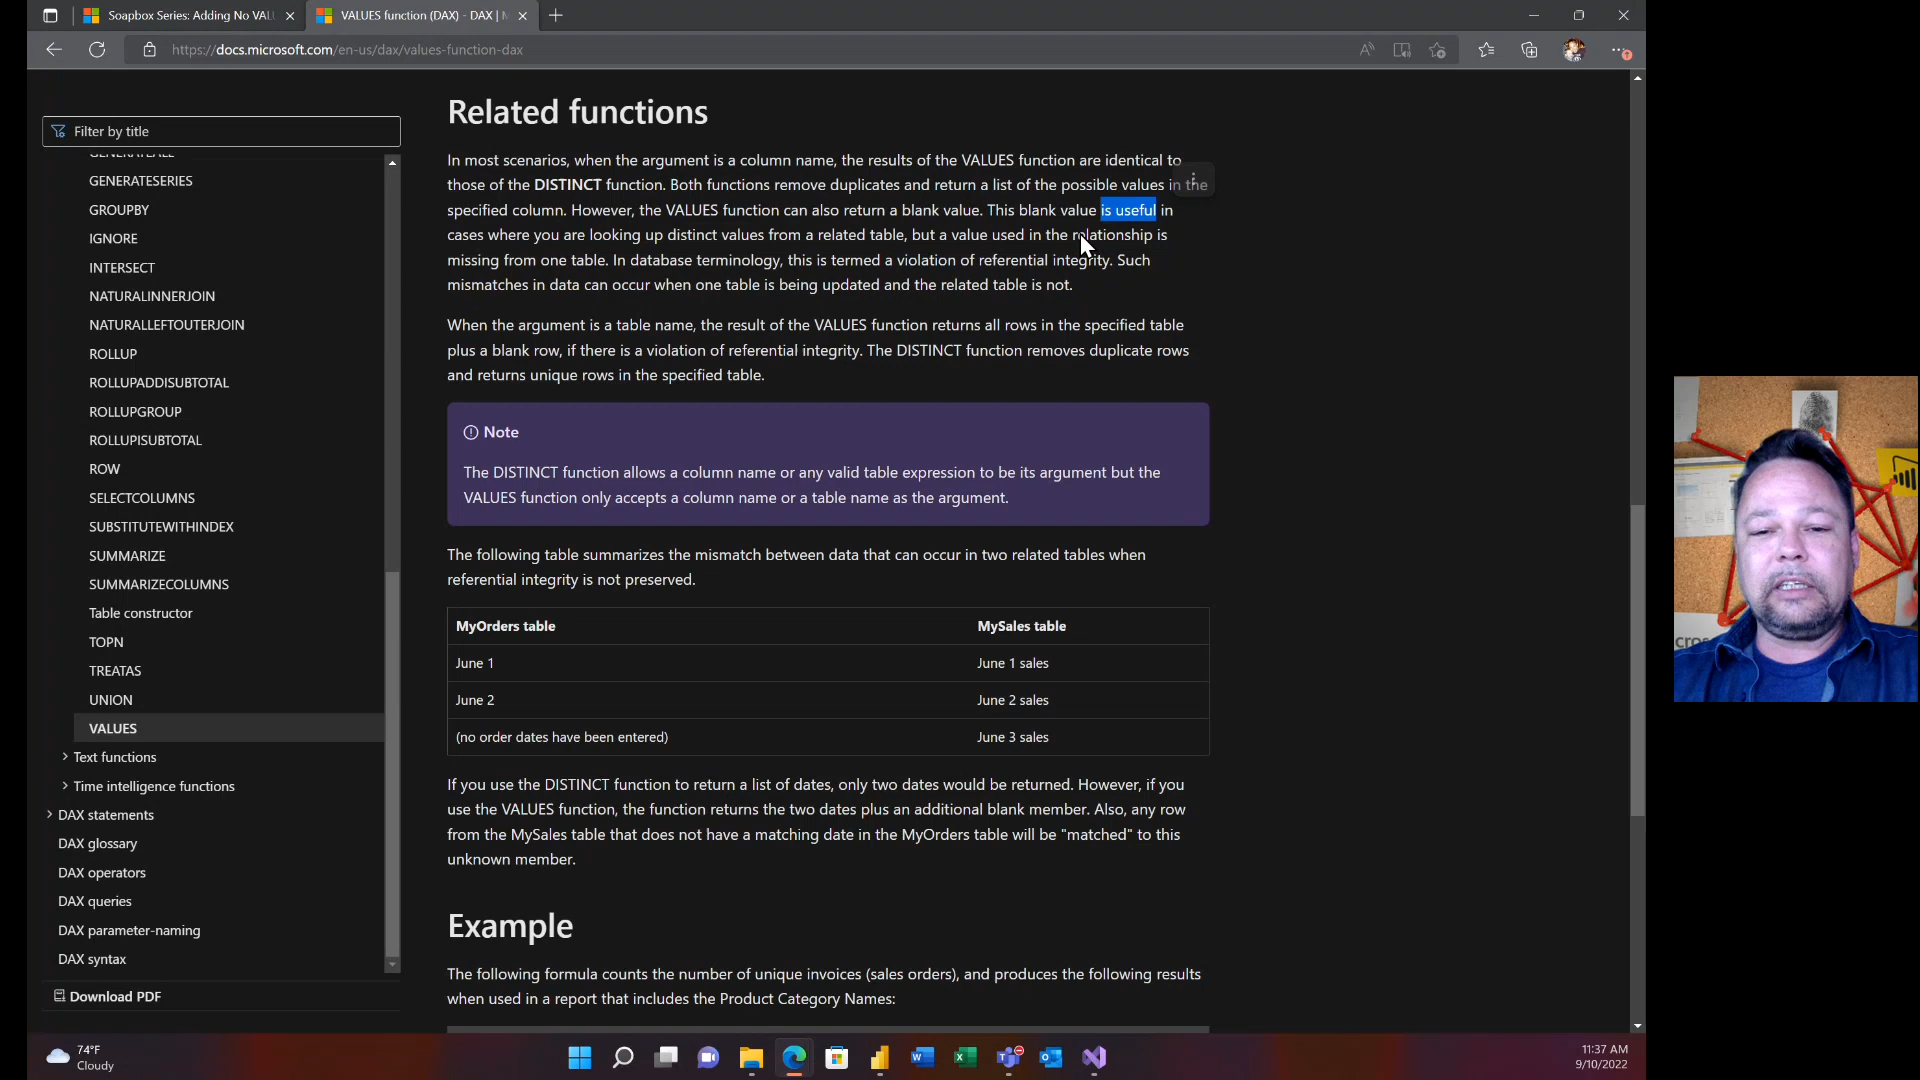 Soapbox Series: Adding No VAL
VALUES function (DAX) - DAX | M
https://docs.microsoft.com/en-us/dax/values-function-dax
Filter by title
GENERATEALL
GENERATESERIES
GROUPBY
IGNORE
INTERSECT
NATURALINNERJOIN
NATURALLEFTOUTERJOIN
ROLLUP
ROLLUPADDISUBTOTAL
ROLLUPGROUP
ROLLUPISUBTOTAL
ROW
SELECTCOLUMNS
SUBSTITUTEWITHINDEX
SUMMARIZE
SUMMARIZECOLUMNS
Table constructor
TOPN
TREATAS
UNION
VALUES
Text functions
Time intelligence functions
DAX statements
DAX glossary
DAX operators
DAX queries
DAX parameter-naming
DAX syntax
Download PDF
Related functions
In most scenarios, when the argument is a column name, the results of the VALUES function are identical to
those of the DISTINCT function. Both functions remove duplicates and return a list of the possible values in the
specified column. However, the VALUES function can also return a blank value. This blank value is useful in
cases where you are looking up distinct values from a related table, but a value used in the relationship is
missing from one table. In database terminology, this is termed a violation of referential integrity. Such
mismatches in data can occur when one table is being updated and the related table is not.
When the argument is a table name, the result of the VALUES function returns all rows in the specified table
plus a blank row, if there is a violation of referential integrity. The DISTINCT function removes duplicate rows
and returns unique rows in the specified table.
Note
The DISTINCT function allows a column name or any valid table expression to be its argument but the
VALUES function only accepts a column name or a table name as the argument.
The following table summarizes the mismatch between data that can occur in two related tables when
referential integrity is not preserved.
MyOrders table MySales table
June 1 June 1 sales
June 2 June 2 sales
(no order dates have been entered) June 3 sales
If you use the DISTINCT function to return a list of dates, only two dates would be returned. However, if you
use the VALUES function, the function returns the two dates plus an additional blank member. Also, any row
from the MySales table that does not have a matching date in the MyOrders table will be "matched" to this
unknown member.
Example
The following formula counts the number of unique invoices (sales orders), and produces the following results
when used in a report that includes the Product Category Names:
cros
74°F
Cloudy
11:37 AM
9/10/2022